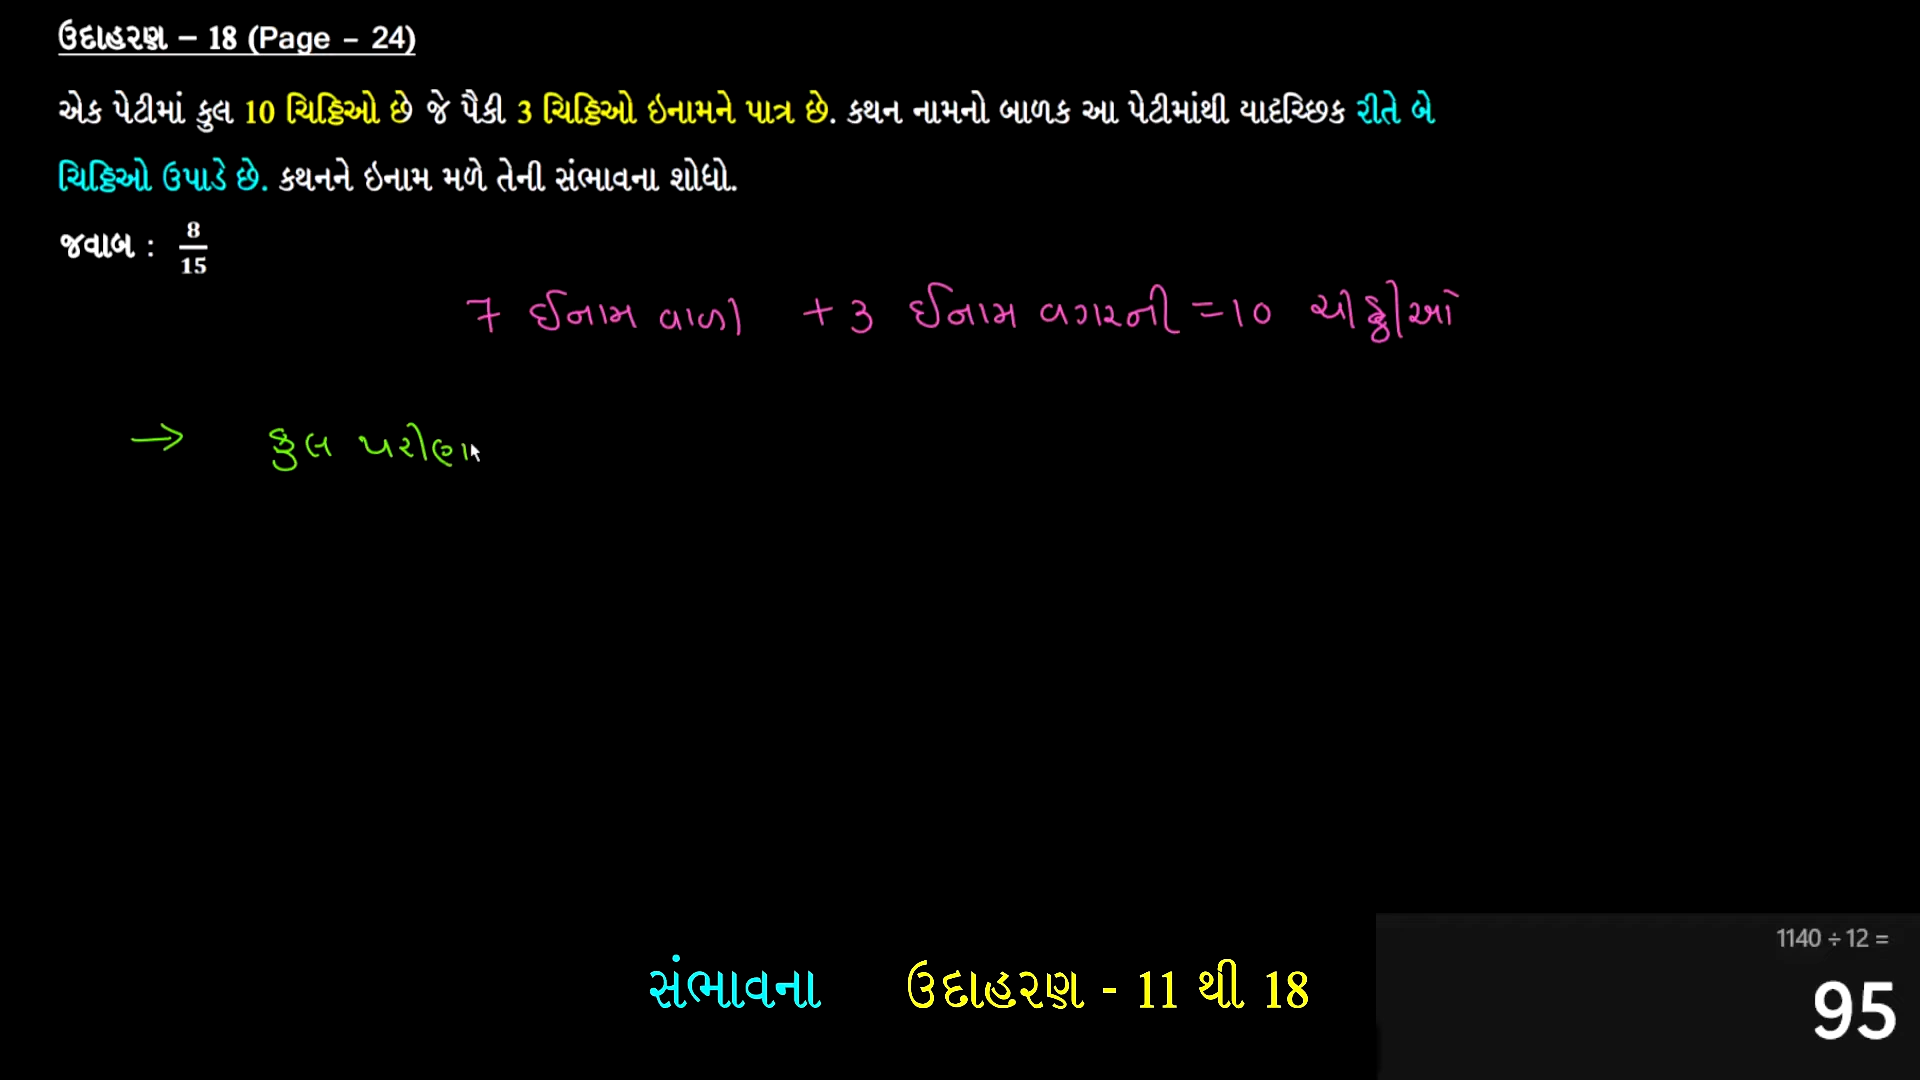 ઉદાહરણ – 18 (Page – 24)
એક પેટીમાં કુલ 10 ચિઠ્ઠિઓ છે જે પૈકી 3 ચિઠ્ઠિઓ ઇનામને પાત્ર છે. કથન નામનો બાળક આ પેટીમાંથી યાદચ્છિક રીતે બે
ચિઠ્ઠિઓ ઉપાડે છે. કથનને ઇનામ મળે તેની સંભાવના શોધો.
જવાબ : 8/15
7 ઈનામ વાળી + 3 ઈનામ વગરની = 10 ચીઠ્ઠીઓ
→ કુલ પરીણા
સંભાવના ઉદાહરણ - 11 થી 18
1140 ÷ 12 =
95